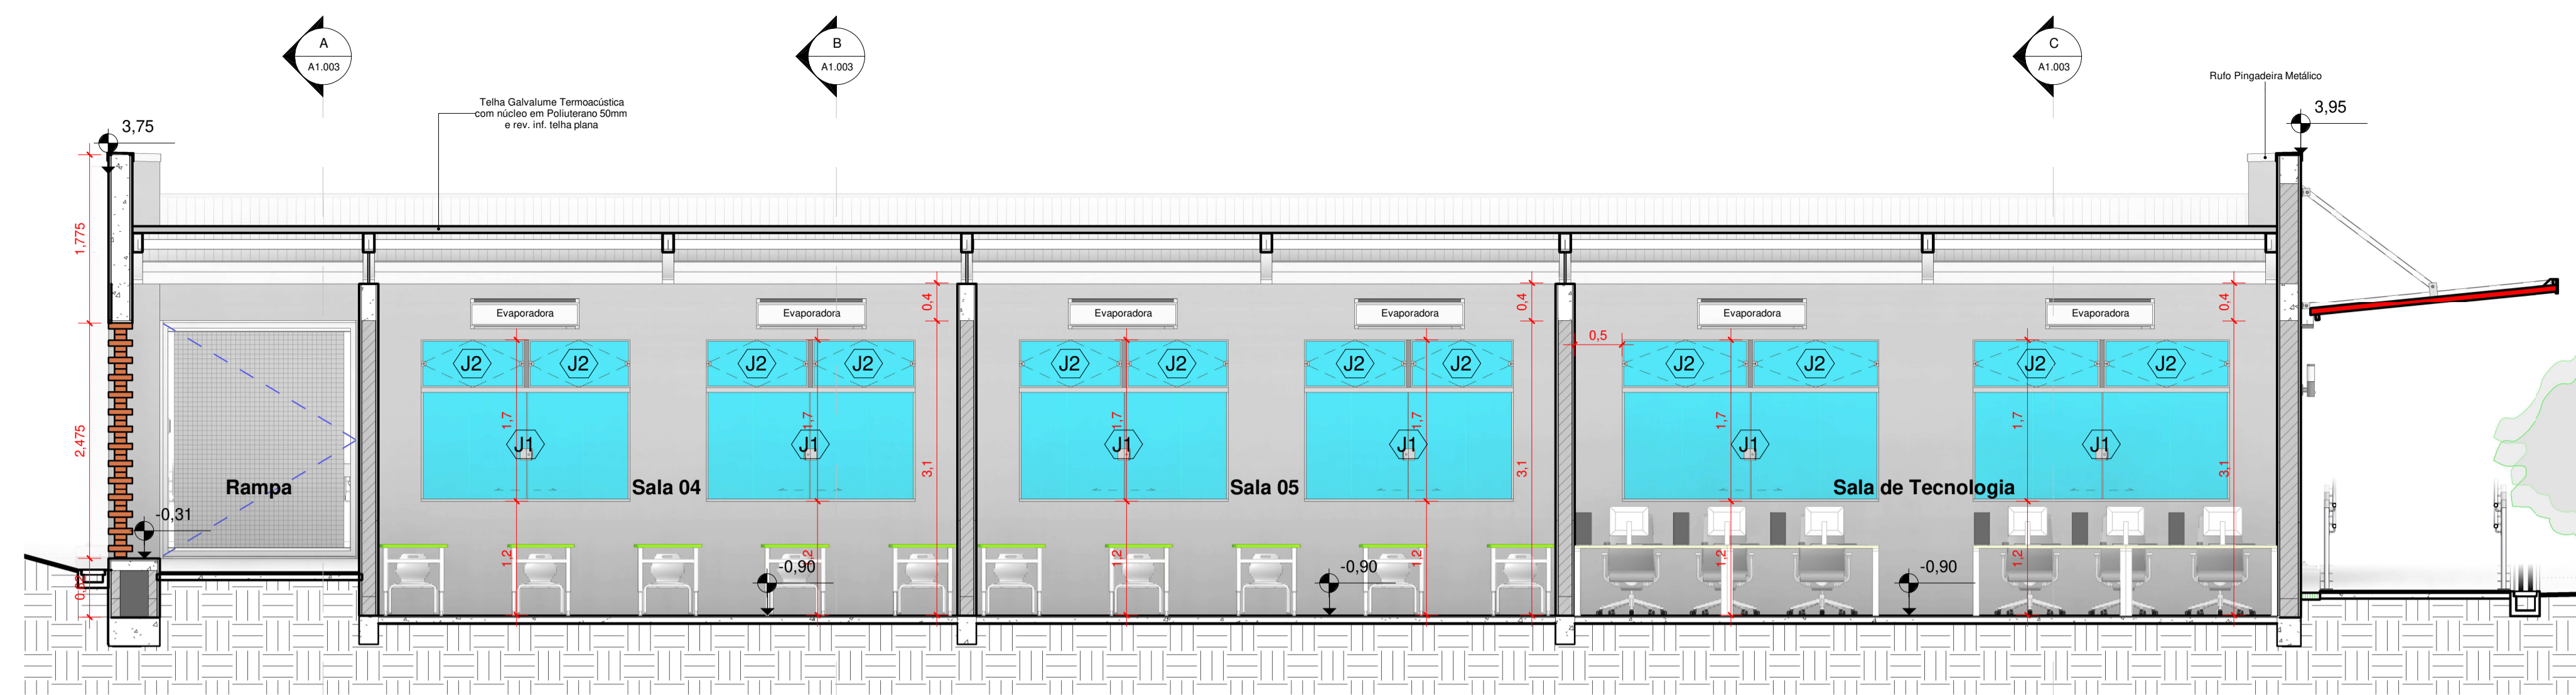 A
A1.003
B
A1.003
C
A1.003
Rufo Pingadeira Metálico
Telha Galvalume Termoacústica
com núcleo em Poliuterano 50mm
e rev. inf. telha plana
3,75
3,95
1,775
2,475
0,62
0,4
0,4
0,4
0,5
Evaporadora
Evaporadora
Evaporadora
Evaporadora
Evaporadora
Evaporadora
J2
J2
J2
J2
J2
J2
J2
J2
J2
J2
J2
J2
1,7
1,7
1,7
1,7
1,7
1,7
J1
J1
J1
J1
J1
J1
3,1
3,1
3,1
Rampa
Sala 04
Sala 05
Sala de Tecnologia
-0,31
1,2
1,2
1,2
1,2
1,2
1,2
-0,90
-0,90
-0,90